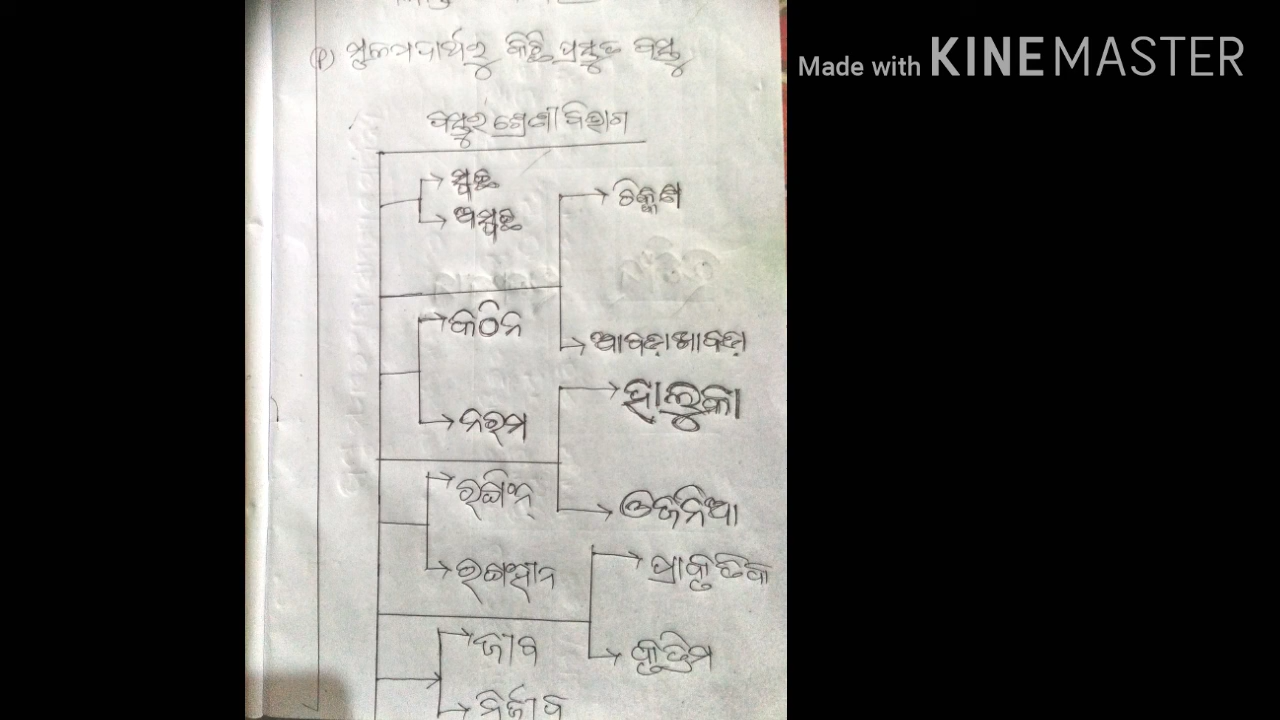 (P) ମୂଳପଦାର୍ଥରୁ କିଛି ପ୍ରସ୍ତୁତ ବସ୍ତୁ
Made with KINEMASTER
ବସ୍ତୁର ଶ୍ରେଣୀ ବିଭାଗ
ସ୍ୱଚ୍ଛ
ଅସ୍ୱଚ୍ଛ
ଚିକ୍କଣ
ଆବଡ଼ାଖାବଡ଼ା
କଠିନ
ନରମ
ହାଲୁକା
ଓଜନିଆ
ରଙ୍ଗିନ୍
ରଙ୍ଗହୀନ
ପ୍ରାକୃତିକ
କୃତ୍ରିମ
ଜୀବ
ନିର୍ଜୀବ